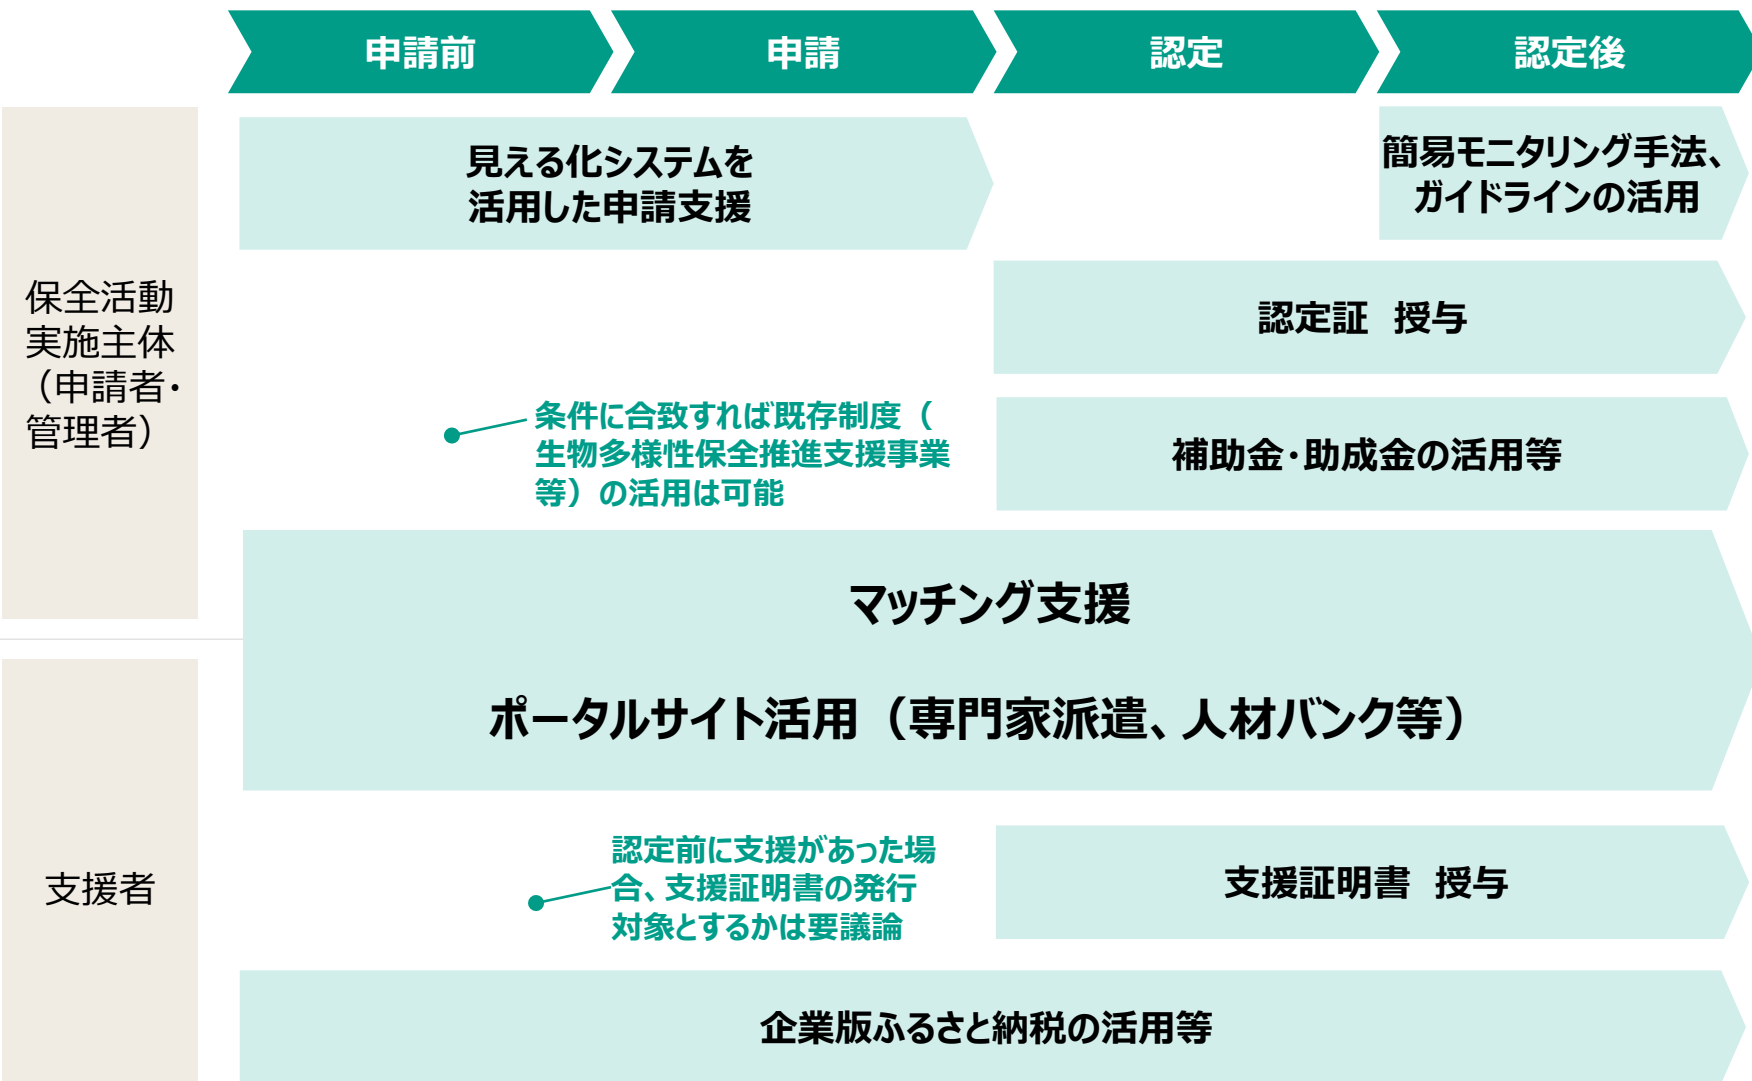 申請前
申請
認定
認定後
保全活動
実施主体
（申請者・
管理者）
見える化システムを
活用した申請支援
簡易モニタリング手法、
ガイドラインの活用
認定証　授与
条件に合致すれば既存制度（
生物多様性保全推進支援事業
等）の活用は可能
補助金・助成金の活用等
マッチング支援
ポータルサイト活用（専門家派遣、人材バンク等）
支援者
認定前に支援があった場
合、支援証明書の発行
対象とするかは要議論
支援証明書　授与
企業版ふるさと納税の活用等